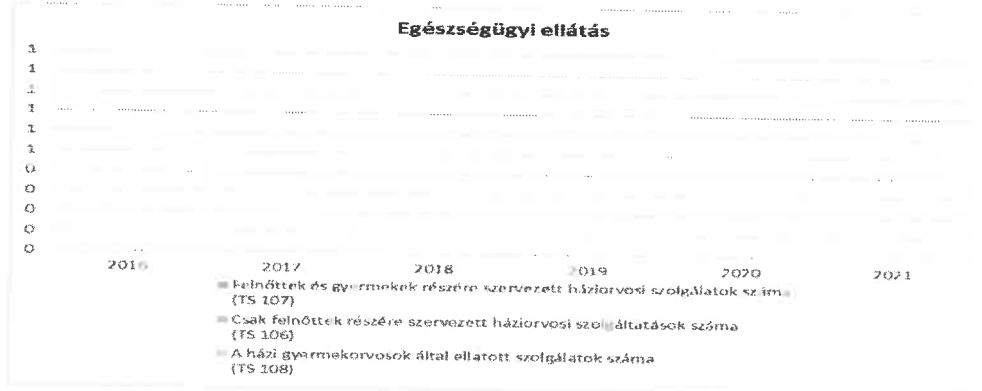 Egészségügyi ellátás
1
1
1
1
1
1
0
0
0
0
0
2016 2017 2018 2019 2020 2021
Felnőttek és gyermekek részére szervezett háziorvosi szolgálatok száma
(TS 107)
Csak felnőttek részére szervezett háziorvosi szolgáltatások száma
(TS 106)
A házi gyermekorvosok által ellátott szolgálatok száma
(TS 108)